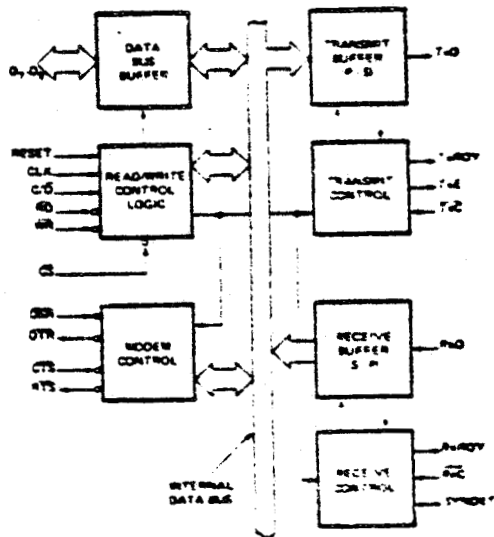 DATA
BUS
BUFFER
TRANSMIT
BUFFER
TxD
RESET
CLK
C/D
RD
WR
CS
READ/WRITE
CONTROL
LOGIC
TRANSMIT
CONTROL
TxRDY
TxE
TxC
DSR
DTR
CTS
RTS
MODEM
CONTROL
RECEIVE
BUFFER
RxD
INTERNAL
DATA BUS
RECEIVE
CONTROL
RxRDY
RxC
SYNDET